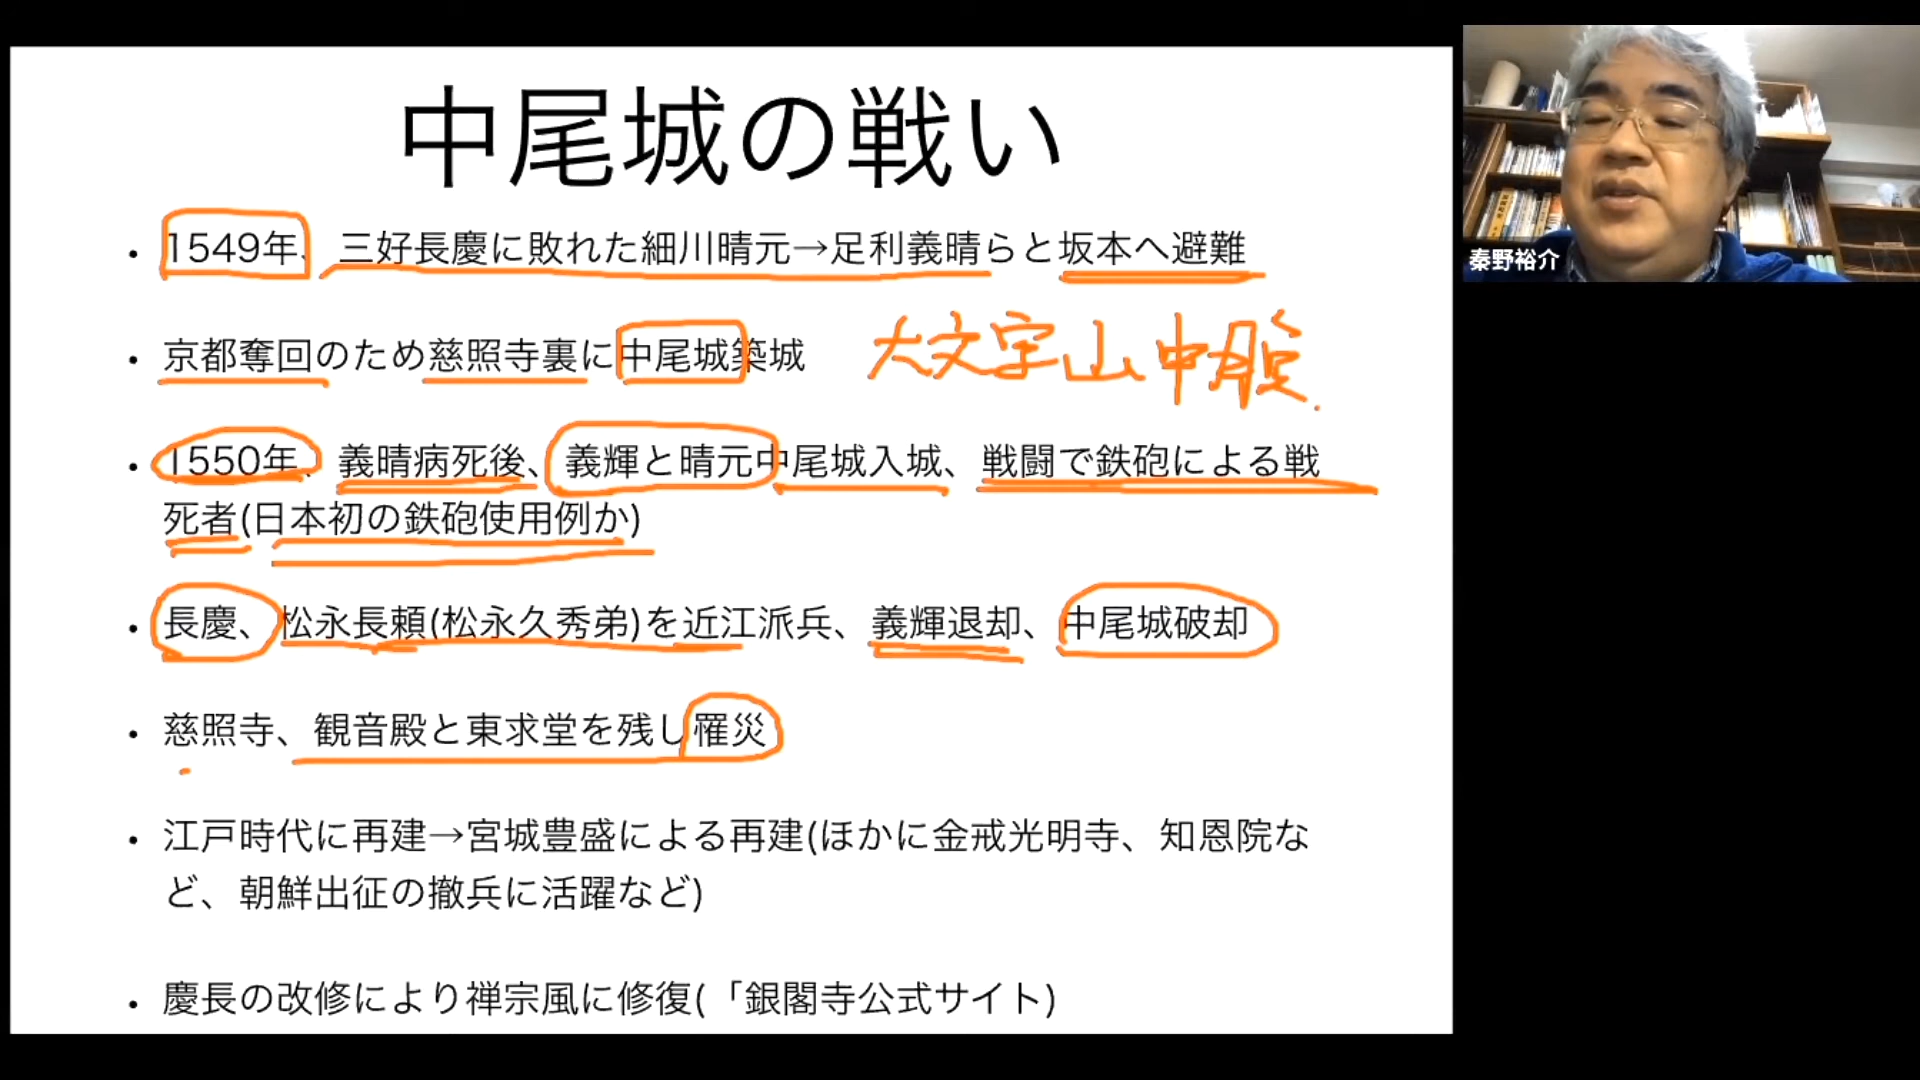 中尾城の戦い
• 1549年、三好長慶に敗れた細川晴元→足利義晴らと坂本へ避難
• 京都奪回のため慈照寺裏に中尾城築城
大文字山中腹
• 1550年、義晴病死後、義輝と晴元中尾城入城、戦闘で鉄砲による戦
死者(日本初の鉄砲使用例か)
• 長慶、松永長頼(松永久秀弟)を近江派兵、義輝退却、中尾城破却
• 慈照寺、観音殿と東求堂を残し罹災
• 江戸時代に再建→宮城豊盛による再建(ほかに金戒光明寺、知恩院な
ど、朝鮮出征の撤兵に活躍など)
• 慶長の改修により禅宗風に修復(「銀閣寺公式サイト)
秦野裕介